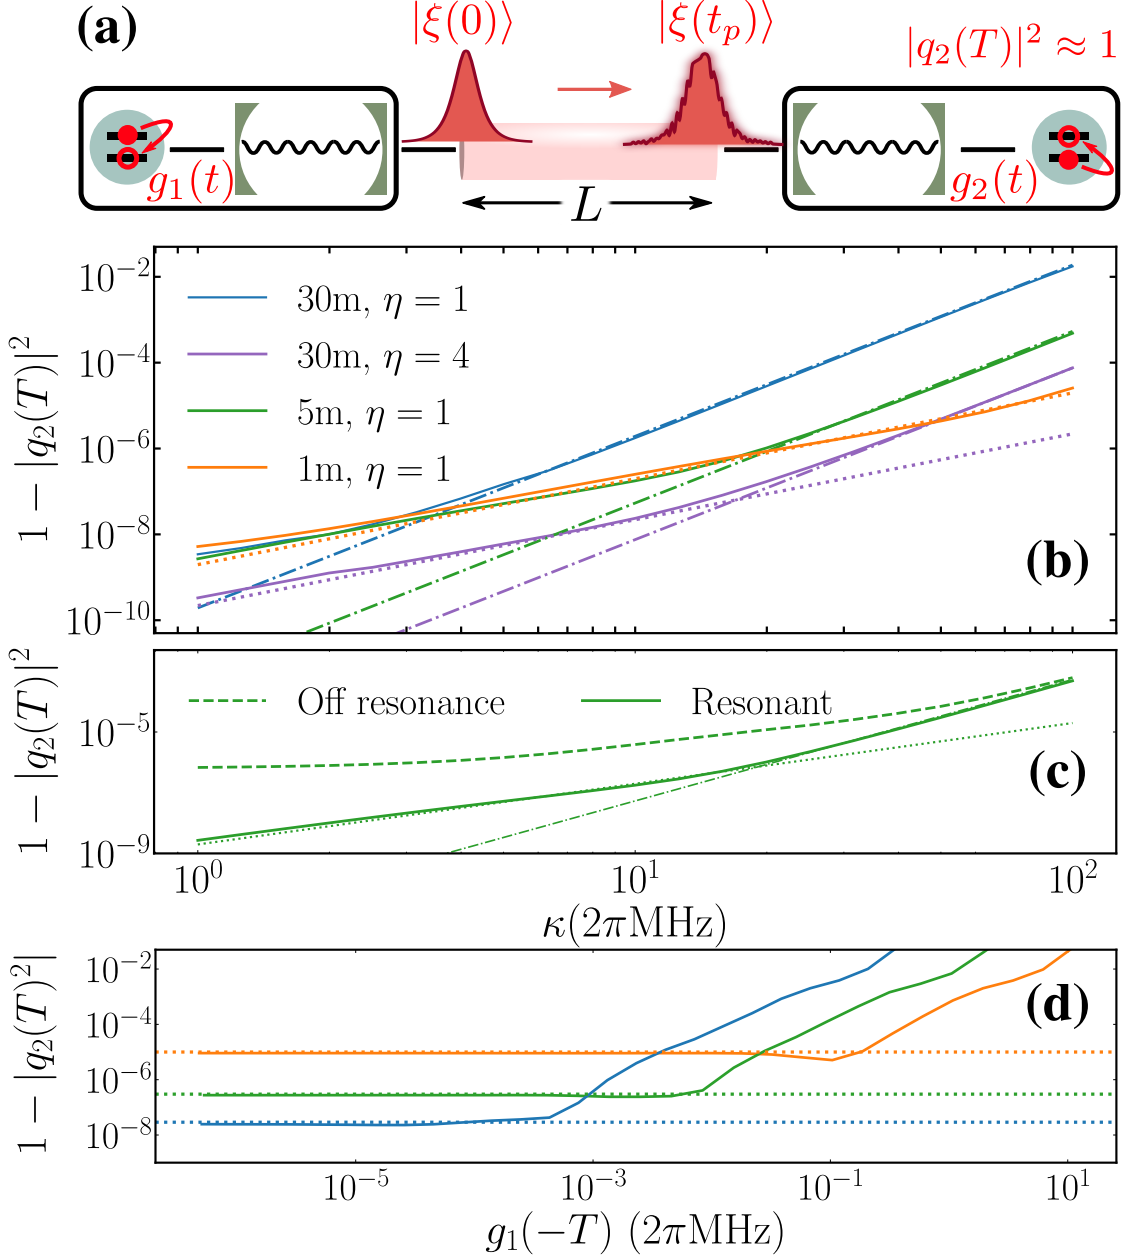 (a)
|ξ(0)⟩
|ξ(t_p)⟩
|q_2(T)|^2 ≈ 1
g_1(t)
g_2(t)
L
1 − |q_2(T)|^2
10^{−2}
10^{−4}
10^{−6}
10^{−8}
10^{−10}
30m, η = 1
30m, η = 4
5m, η = 1
1m, η = 1
(b)
1 − |q_2(T)|^2
10^{−5}
10^{−9}
Off resonance
Resonant
(c)
10^0
10^1
10^2
κ(2πMHz)
1 − |q_2(T)^2|
10^{−2}
10^{−4}
10^{−6}
10^{−8}
(d)
10^{−5}
10^{−3}
10^{−1}
10^1
g_1(−T) (2πMHz)